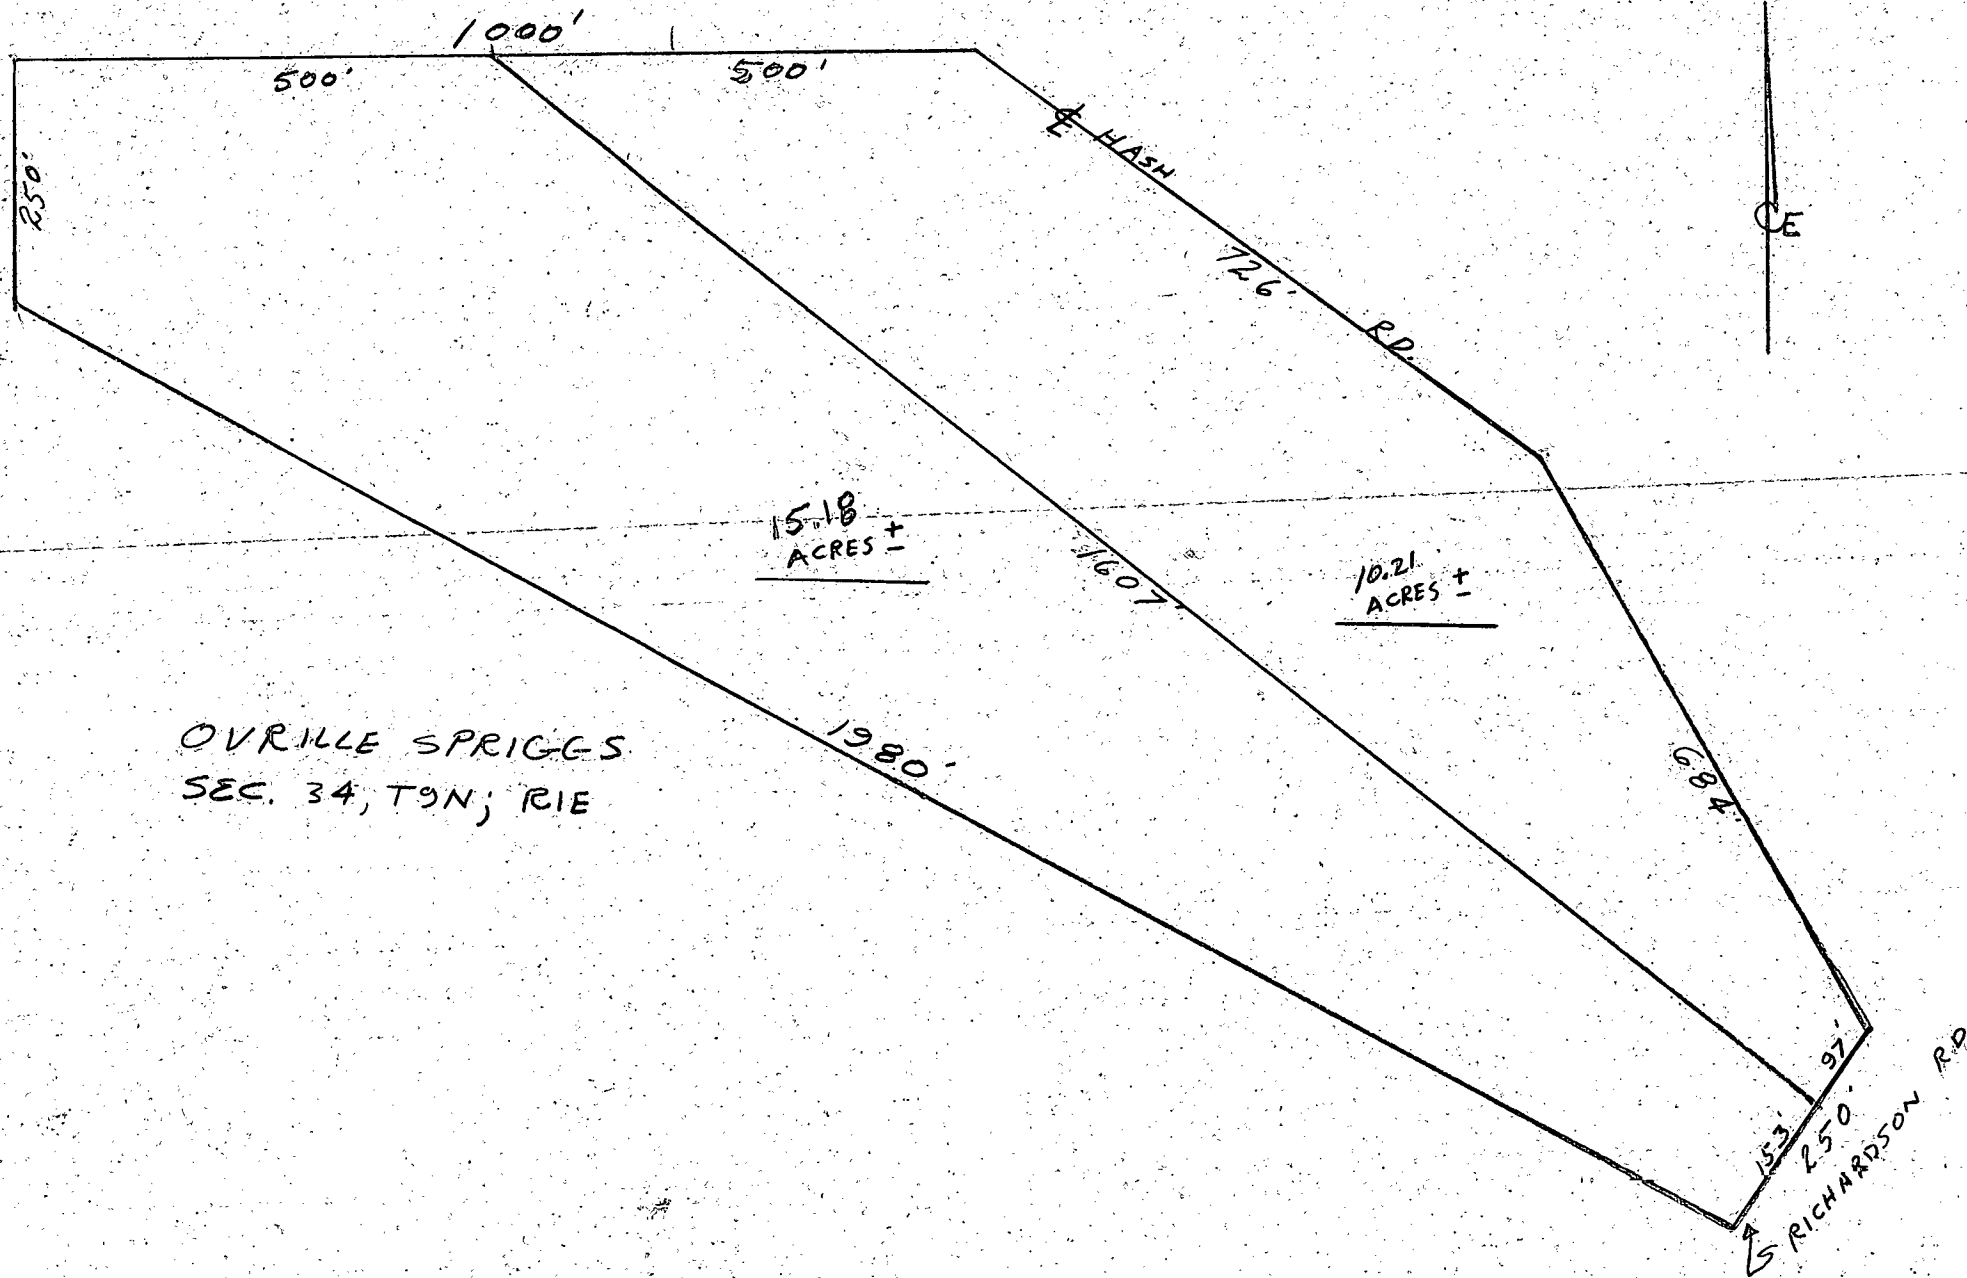 1000'
500'
500'
250'
℄ HASH RD.
726'
E
15.18
ACRES ±
1607'
10.21
ACRES ±
684'
1980'
OVRILLE SPRIGGS
SEC. 34, T9N; R1E
97'
153'
250'
RICHARDSON RD